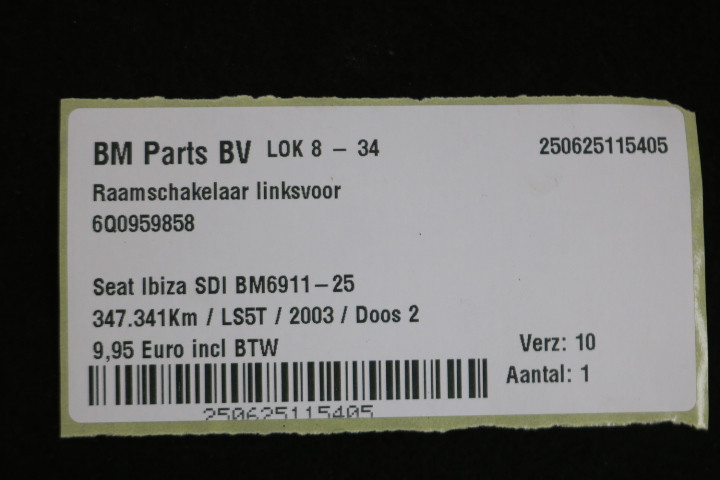 BM Parts BV LOK 8 – 34 250625115405
Raamschakelaar linksvoor
6Q0959858
Seat Ibiza SDI BM6911–25
347.341Km / LS5T / 2003 / Doos 2
9,95 Euro incl BTW Verz: 10
Aantal: 1
250625115405